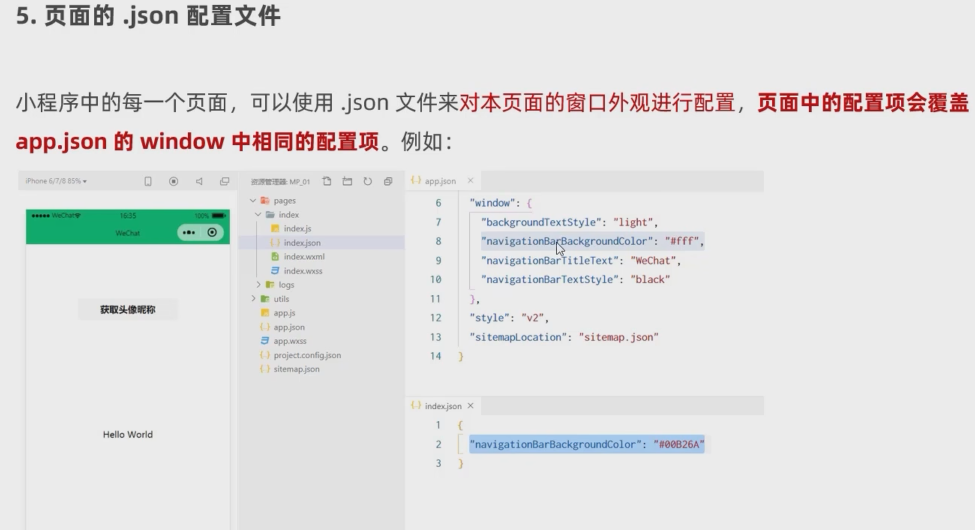 5. 页面的 .json 配置文件
小程序中的每一个页面，可以使用 .json 文件来对本页面的窗口外观进行配置，页面中的配置项会覆盖
app.json 的 window 中相同的配置项。例如：
iPhone 6/7/8 85%
WeChat
16:35
100%
WeChat
获取头像昵称
Hello World
资源管理器: MP_01
pages
index
index.js
index.json
index.wxml
index.wxss
logs
utils
app.js
app.json
app.wxss
project.config.json
sitemap.json
app.json
6 "window": {
7 "backgroundTextStyle": "light",
8 "navigationBarBackgroundColor": "#fff",
9 "navigationBarTitleText": "WeChat",
10 "navigationBarTextStyle": "black"
11 },
12 "style": "v2",
13 "sitemapLocation": "sitemap.json"
14 }
index.json
1 {
2 "navigationBarBackgroundColor": "#00B26A"
3 }